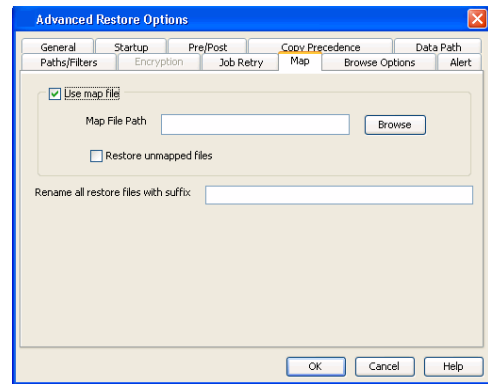 Advanced Restore Options
General Startup Pre/Post Copy Precedence Data Path
Paths/Filters Encryption Job Retry Map Browse Options Alert
Use map file
Map File Path Browse
Restore unmapped files
Rename all restore files with suffix
OK Cancel Help